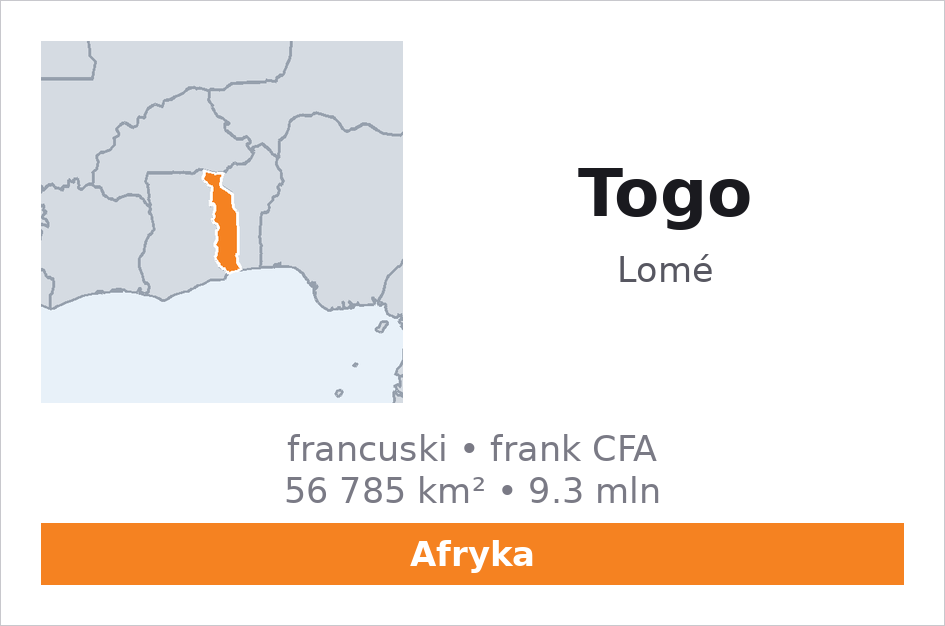 Togo
Lomé
francuski • frank CFA
56 785 km² • 9.3 mln
Afryka